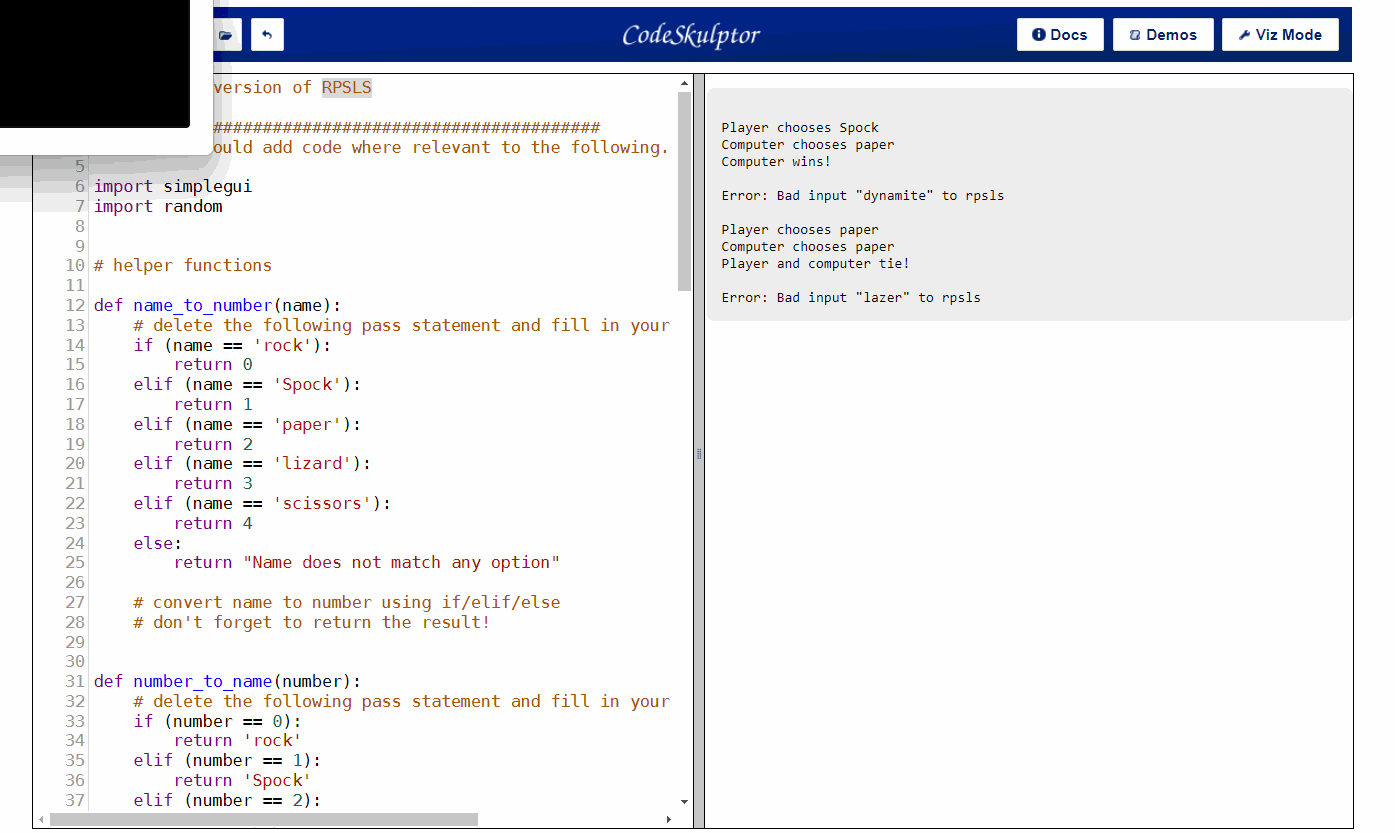 CodeSkulptor
Docs
Demos
Viz Mode
version of RPSLS
#######################################
ould add code where relevant to the following.
5
6 import simplegui
7 import random
8
9
10 # helper functions
11
12 def name_to_number(name):
13 # delete the following pass statement and fill in your
14 if (name == 'rock'):
15 return 0
16 elif (name == 'Spock'):
17 return 1
18 elif (name == 'paper'):
19 return 2
20 elif (name == 'lizard'):
21 return 3
22 elif (name == 'scissors'):
23 return 4
24 else:
25 return "Name does not match any option"
26
27 # convert name to number using if/elif/else
28 # don't forget to return the result!
29
30
31 def number_to_name(number):
32 # delete the following pass statement and fill in your
33 if (number == 0):
34 return 'rock'
35 elif (number == 1):
36 return 'Spock'
37 elif (number == 2):
Player chooses Spock
Computer chooses paper
Computer wins!
Error: Bad input "dynamite" to rpsls
Player chooses paper
Computer chooses paper
Player and computer tie!
Error: Bad input "lazer" to rpsls